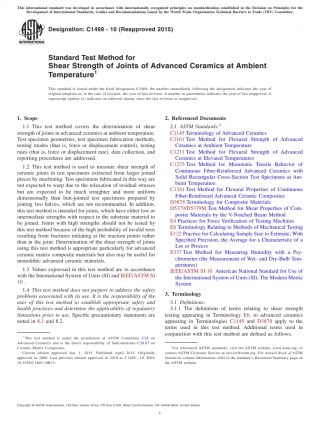 This international standard was developed in accordance with internationally recognized principles on standardization established in the Decision on Principles for the
Development of International Standards, Guides and Recommendations issued by the World Trade Organization Technical Barriers to Trade (TBT) Committee.
Designation: C1469 − 10 (Reapproved 2015)
Standard Test Method for
Shear Strength of Joints of Advanced Ceramics at Ambient
Temperature1
This standard is issued under the fixed designation C1469; the number immediately following the designation indicates the year of
original adoption or, in the case of revision, the year of last revision. A number in parentheses indicates the year of last reapproval. A
superscript epsilon (ε) indicates an editorial change since the last revision or reapproval.
1. Scope
1.1 This test method covers the determination of shear
strength of joints in advanced ceramics at ambient temperature.
Test specimen geometries, test specimen fabrication methods,
testing modes (that is, force or displacement control), testing
rates (that is, force or displacement rate), data collection, and
reporting procedures are addressed.
1.2 This test method is used to measure shear strength of
ceramic joints in test specimens extracted from larger joined
pieces by machining. Test specimens fabricated in this way are
not expected to warp due to the relaxation of residual stresses
but are expected to be much straighter and more uniform
dimensionally than butt-jointed test specimens prepared by
joining two halves, which are not recommended. In addition,
this test method is intended for joints, which have either low or
intermediate strengths with respect to the substrate material to
be joined. Joints with high strengths should not be tested by
this test method because of the high probability of invalid tests
resulting from fractures initiating at the reaction points rather
than in the joint. Determination of the shear strength of joints
using this test method is appropriate particularly for advanced
ceramic matrix composite materials but also may be useful for
monolithic advanced ceramic materials.
1.3 Values expressed in this test method are in accordance
with the International System of Units (SI) and IEEE/ASTM SI
10 .
1.4 This test method does not purport to address the safety
problems associated with its use. It is the responsibility of the
user of this test method to establish appropriate safety and
health practices and determine the applicability of regulatory
limitations prior to use. Specific precautionary statements are
noted in 8.1 and 8.2.
1 This test method is under the jurisdiction of ASTM Committee C28 on
Advanced Ceramics and is the direct responsibility of Subcommittee C28.07 on
Ceramic Matrix Composites.
Current edition approved Jan. 1, 2015. Published April 2015. Originally
approved in 2000. Last previous edition approved in 2010 as C1469 – 10. DOI:
10.1520/C1469-10R15.
2. Referenced Documents
2.1 ASTM Standards:2
C1145 Terminology of Advanced Ceramics
C1161 Test Method for Flexural Strength of Advanced
Ceramics at Ambient Temperature
C1211 Test Method for Flexural Strength of Advanced
Ceramics at Elevated Temperatures
C1275 Test Method for Monotonic Tensile Behavior of
Continuous Fiber-Reinforced Advanced Ceramics with
Solid Rectangular Cross-Section Test Specimens at Am-
bient Temperature
C1341 Test Method for Flexural Properties of Continuous
Fiber-Reinforced Advanced Ceramic Composites
D3878 Terminology for Composite Materials
D5379/D5379M Test Method for Shear Properties of Com-
posite Materials by the V-Notched Beam Method
E4 Practices for Force Verification of Testing Machines
E6 Terminology Relating to Methods of Mechanical Testing
E122 Practice for Calculating Sample Size to Estimate, With
Specified Precision, the Average for a Characteristic of a
Lot or Process
E337 Test Method for Measuring Humidity with a Psy-
chrometer (the Measurement of Wet- and Dry-Bulb Tem-
peratures)
IEEE/ASTM SI 10 American National Standard for Use of
the International System of Units (SI): The Modern Metric
System
3. Terminology
3.1 Definitions:
3.1.1 The definitions of terms relating to shear strength
testing appearing in Terminology E6, to advanced ceramics
appearing in Terminologies C1145 and D3878 apply to the
terms used in this test method. Additional terms used in
conjunction with this test method are defined as follows.
2 For referenced ASTM standards, visit the ASTM website, www.astm.org, or
contact ASTM Customer Service at service@astm.org. For Annual Book of ASTM
Standards volume information, refer to the standard's Document Summary page on
the ASTM website.
Copyright © ASTM International, 100 Barr Harbor Drive, PO Box C700, West Conshohocken, PA 19428-2959. United States
1